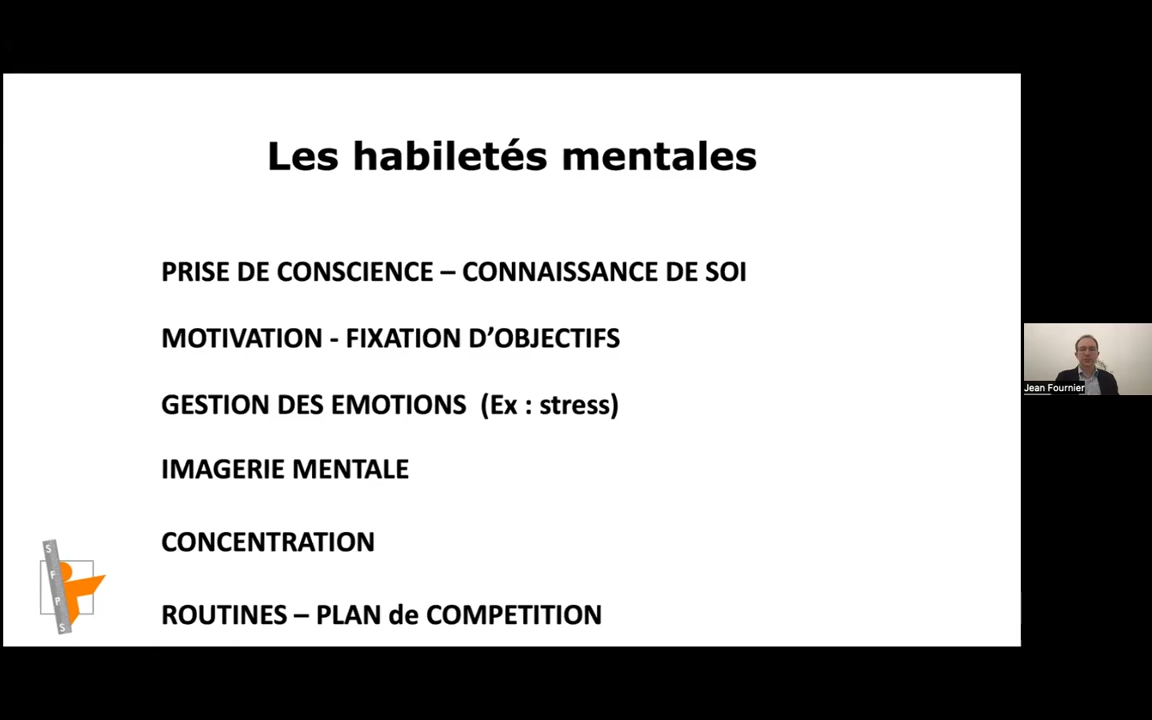 Les habiletés mentales
PRISE DE CONSCIENCE – CONNAISSANCE DE SOI
MOTIVATION - FIXATION D’OBJECTIFS
GESTION DES EMOTIONS (Ex : stress)
IMAGERIE MENTALE
CONCENTRATION
ROUTINES – PLAN de COMPETITION
S
F
P
S
Jean Fournier